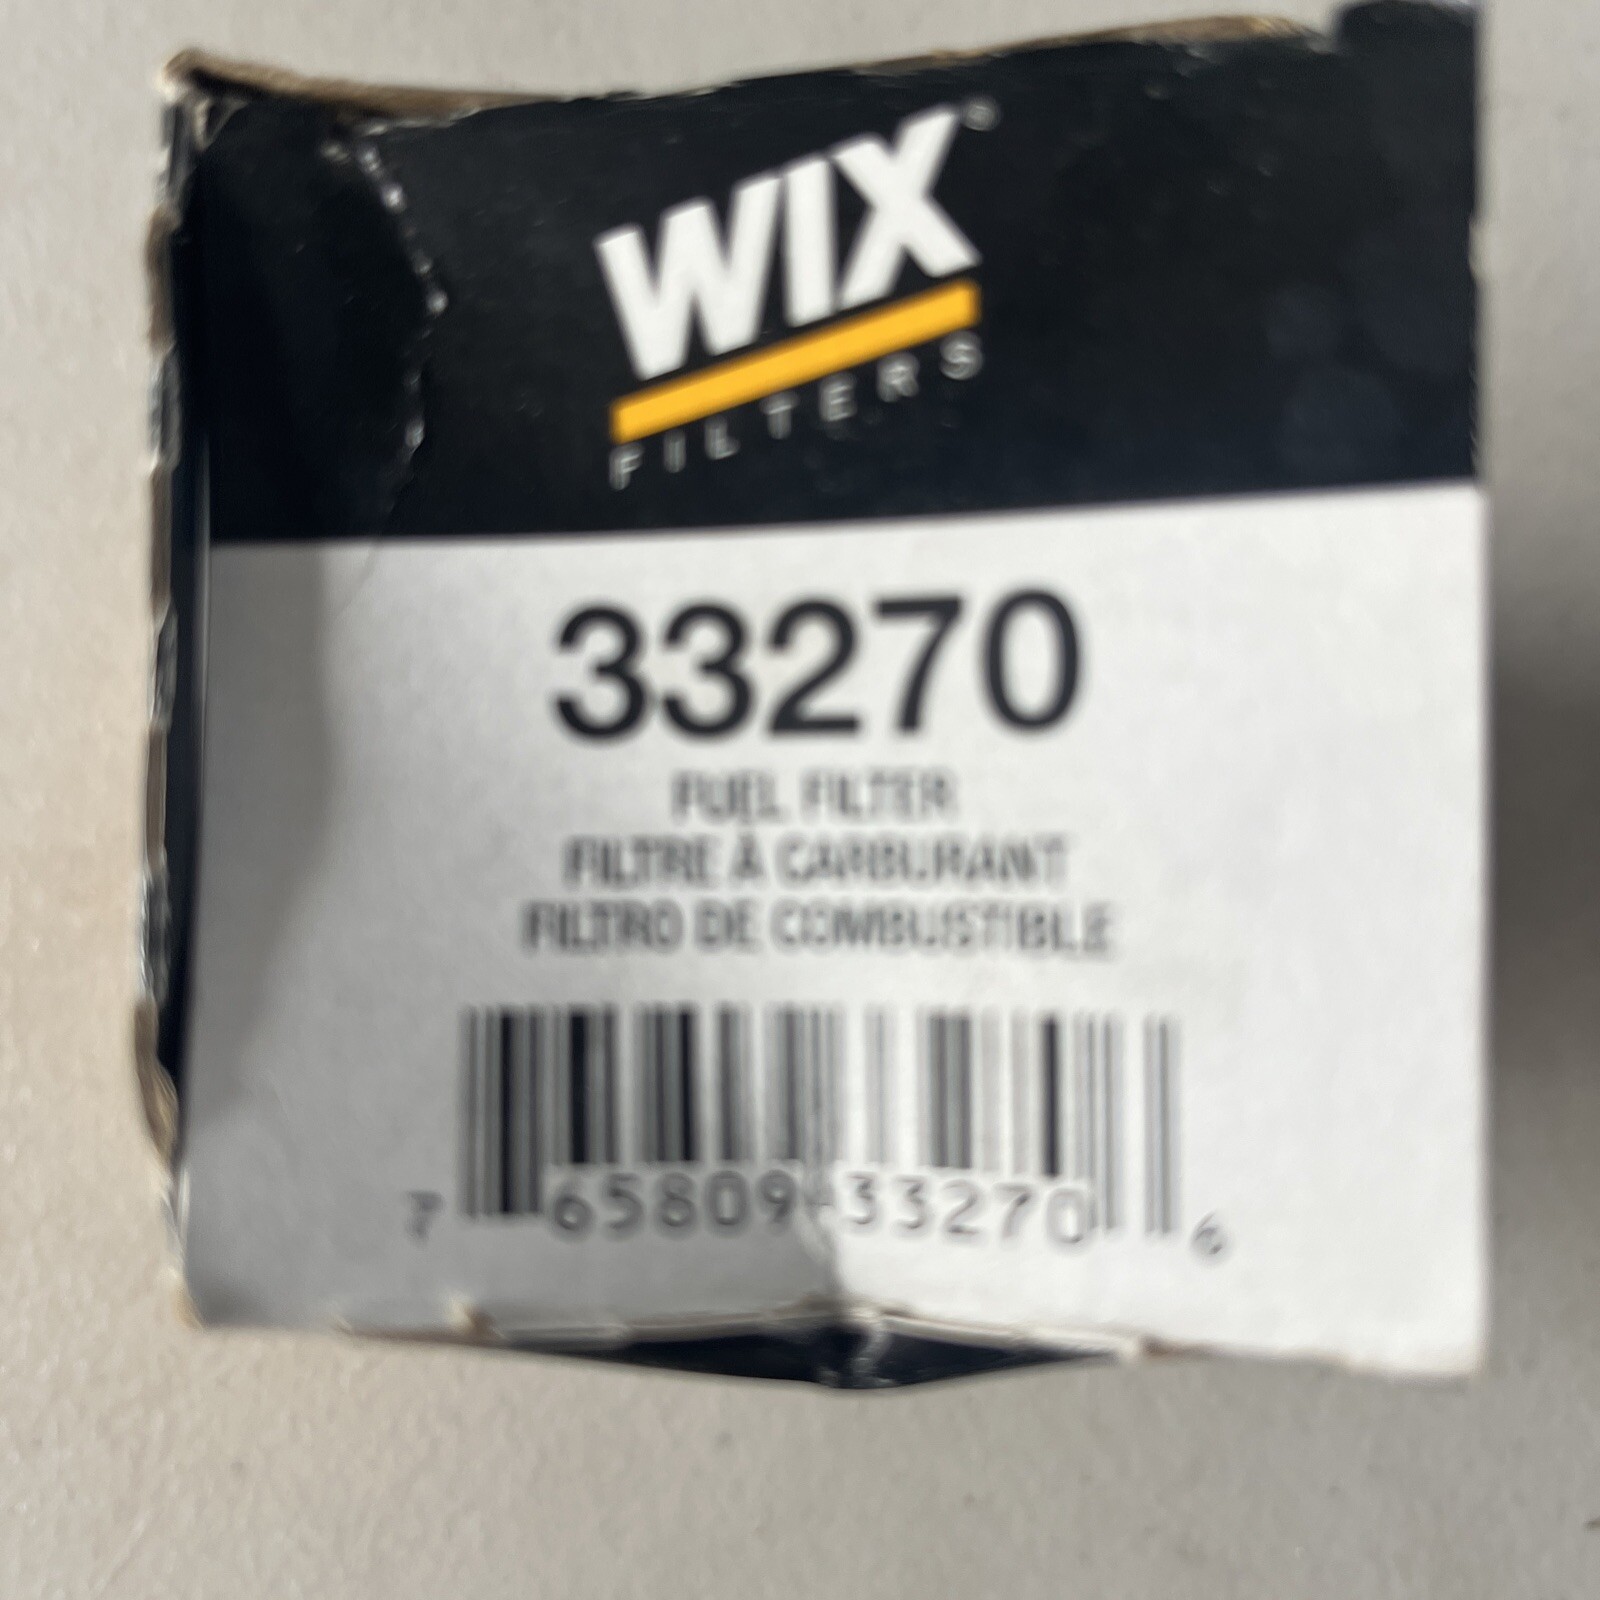 WIX
FILTERS
33270
FUEL FILTER
FILTRE À CARBURANT
FILTRO DE COMBUSTIBLE
7 65809 33270 6